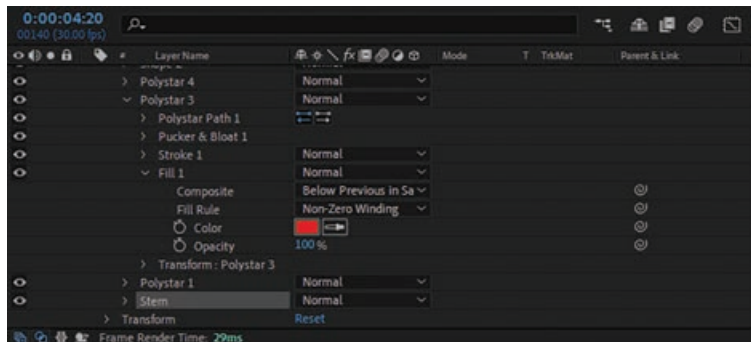 0:00:04:20
00140 (30.00 fps)
# Layer Name Mode T TrkMat Parent & Link
Polystar 4 Normal
Polystar 3 Normal
Polystar Path 1
Pucker & Bloat 1
Stroke 1 Normal
Fill 1 Normal
Composite Below Previous in Sa
Fill Rule Non-Zero Winding
Color
Opacity 100 %
Transform : Polystar 3
Polystar 1 Normal
Stem Normal
Transform Reset
Frame Render Time: 29ms